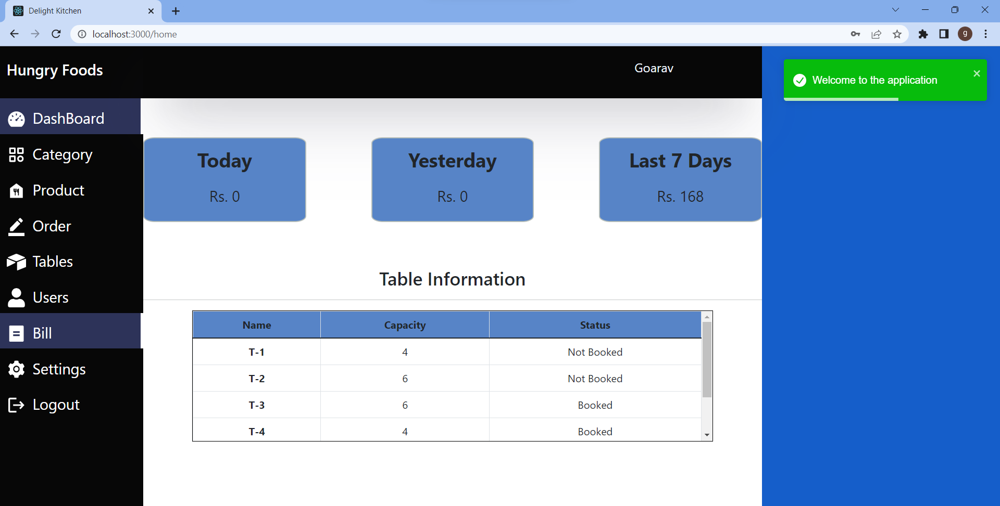 Delight Kitchen
localhost:3000/home
g
Hungry Foods
Goarav
Welcome to the application
DashBoard
Category
Product
Order
Tables
Users
Bill
Settings
Logout
Today
Rs. 0
Yesterday
Rs. 0
Last 7 Days
Rs. 168
Table Information
Name Capacity Status
T-1 4 Not Booked
T-2 6 Not Booked
T-3 6 Booked
T-4 4 Booked